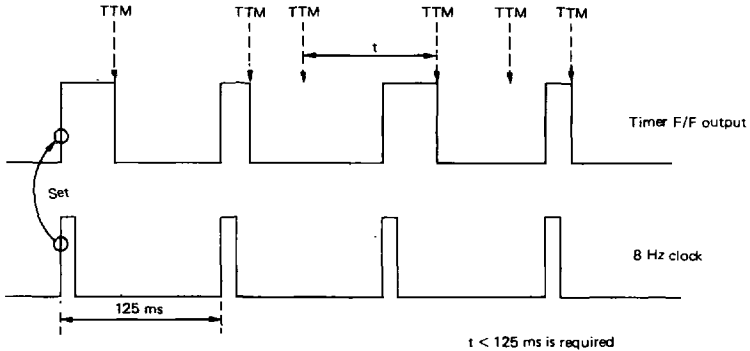 TTM TTM TTM TTM TTM TTM
t
Timer F/F output
Set
8 Hz clock
125 ms
t < 125 ms is required